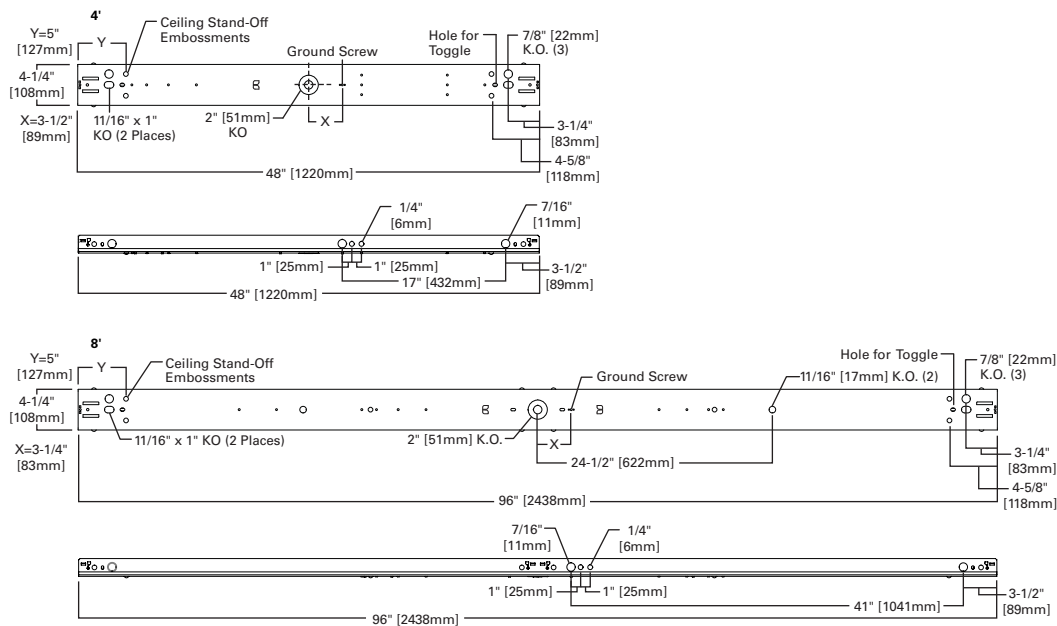 4'
Y=5"
[127mm]
Y
Ceiling Stand-Off
Embossments
Ground Screw
Hole for
Toggle
7/8" [22mm]
K.O. (3)
4-1/4"
[108mm]
X=3-1/2"
[89mm]
11/16" x 1"
KO (2 Places)
2" [51mm]
KO
X
3-1/4"
[83mm]
4-5/8"
[118mm]
48" [1220mm]
1/4"
[6mm]
7/16"
[11mm]
1" [25mm]
1" [25mm]
17" [432mm]
3-1/2"
[89mm]
48" [1220mm]
8'
Y=5"
[127mm]
Y
Ceiling Stand-Off
Embossments
Ground Screw
11/16" [17mm] K.O. (2)
Hole for Toggle
7/8" [22mm]
K.O. (3)
4-1/4"
[108mm]
X=3-1/4"
[83mm]
11/16" x 1" KO (2 Places)
2" [51mm] K.O.
X
24-1/2" [622mm]
3-1/4"
[83mm]
4-5/8"
[118mm]
96" [2438mm]
7/16"
[11mm]
1/4"
[6mm]
1" [25mm]
1" [25mm]
41" [1041mm]
3-1/2"
[89mm]
96" [2438mm]